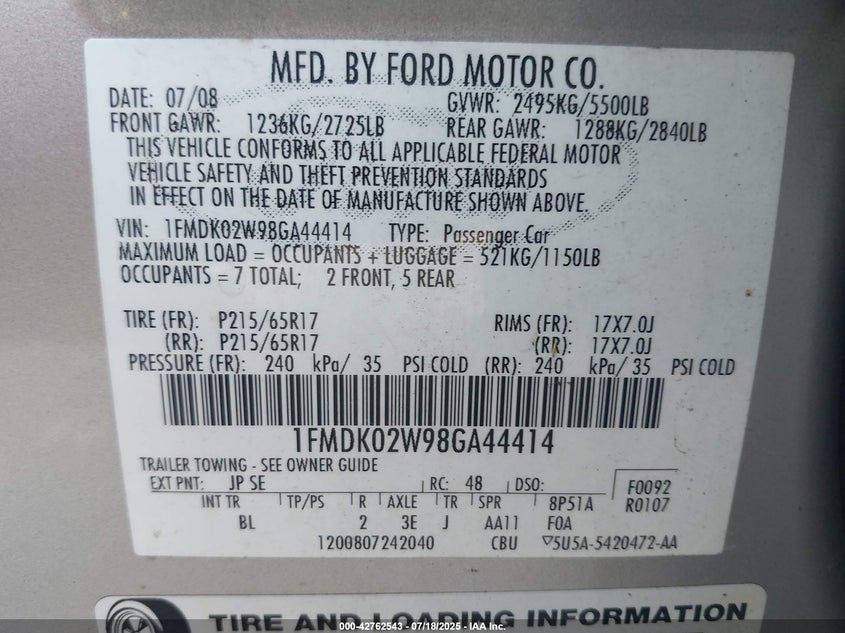 MFD. BY FORD MOTOR CO.
DATE: 07/08 GVWR: 2495KG/5500LB
FRONT GAWR: 1236KG/2725LB REAR GAWR: 1288KG/2840LB
THIS VEHICLE CONFORMS TO ALL APPLICABLE FEDERAL MOTOR
VEHICLE SAFETY AND THEFT PREVENTION STANDARDS
IN EFFECT ON THE DATE OF MANUFACTURE SHOWN ABOVE.
VIN: 1FMDK02W98GA44414 TYPE: Passenger Car
MAXIMUM LOAD = OCCUPANTS + LUGGAGE = 521KG/1150LB
OCCUPANTS = 7 TOTAL; 2 FRONT, 5 REAR
TIRE (FR): P215/65R17 RIMS (FR): 17X7.0J
(RR): P215/65R17 (RR): 17X7.0J
PRESSURE (FR): 240 kPa/ 35 PSI COLD (RR): 240 kPa/ 35 PSI COLD
1FMDK02W98GA44414
TRAILER TOWING - SEE OWNER GUIDE
EXT PNT: JP SE RC: 48 DSO: F0092
INT TR TP/PS R AXLE TR SPR 8P51A R0107
BL 2 3E J AA11 FOA
1200807242040 CBU ▽5U5A-5420472-AA
TIRE AND LOADING INFORMATION
000-42762543 - 07/18/2025 - IAA Inc.